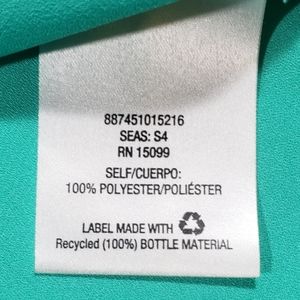 887451015216
SEAS: S4
RN 15099
SELF/CUERPO:
100% POLYESTER/POLIÉSTER
LABEL MADE WITH
Recycled (100%) BOTTLE MATERIAL